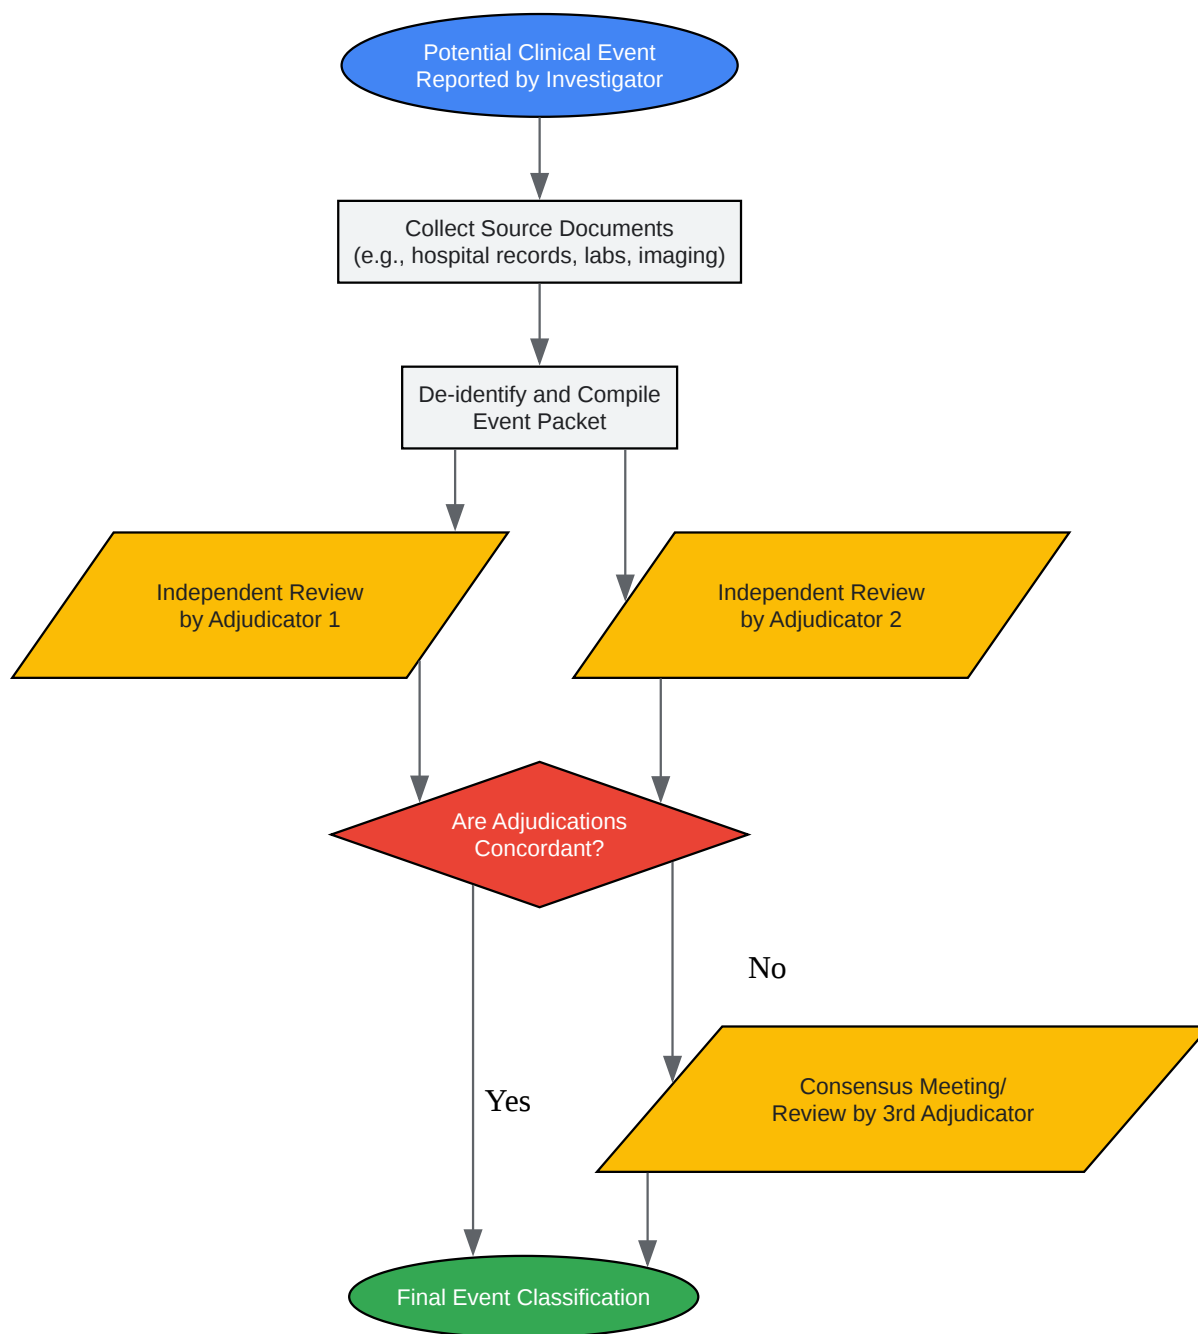 Potential Clinical Event
Reported by Investigator
Collect Source Documents
(e.g., hospital records, labs, imaging)
De-identify and Compile
Event Packet
Independent Review
by Adjudicator 1
Independent Review
by Adjudicator 2
Are Adjudications
Concordant?
No
Consensus Meeting/
Review by 3rd Adjudicator
Yes
Final Event Classification